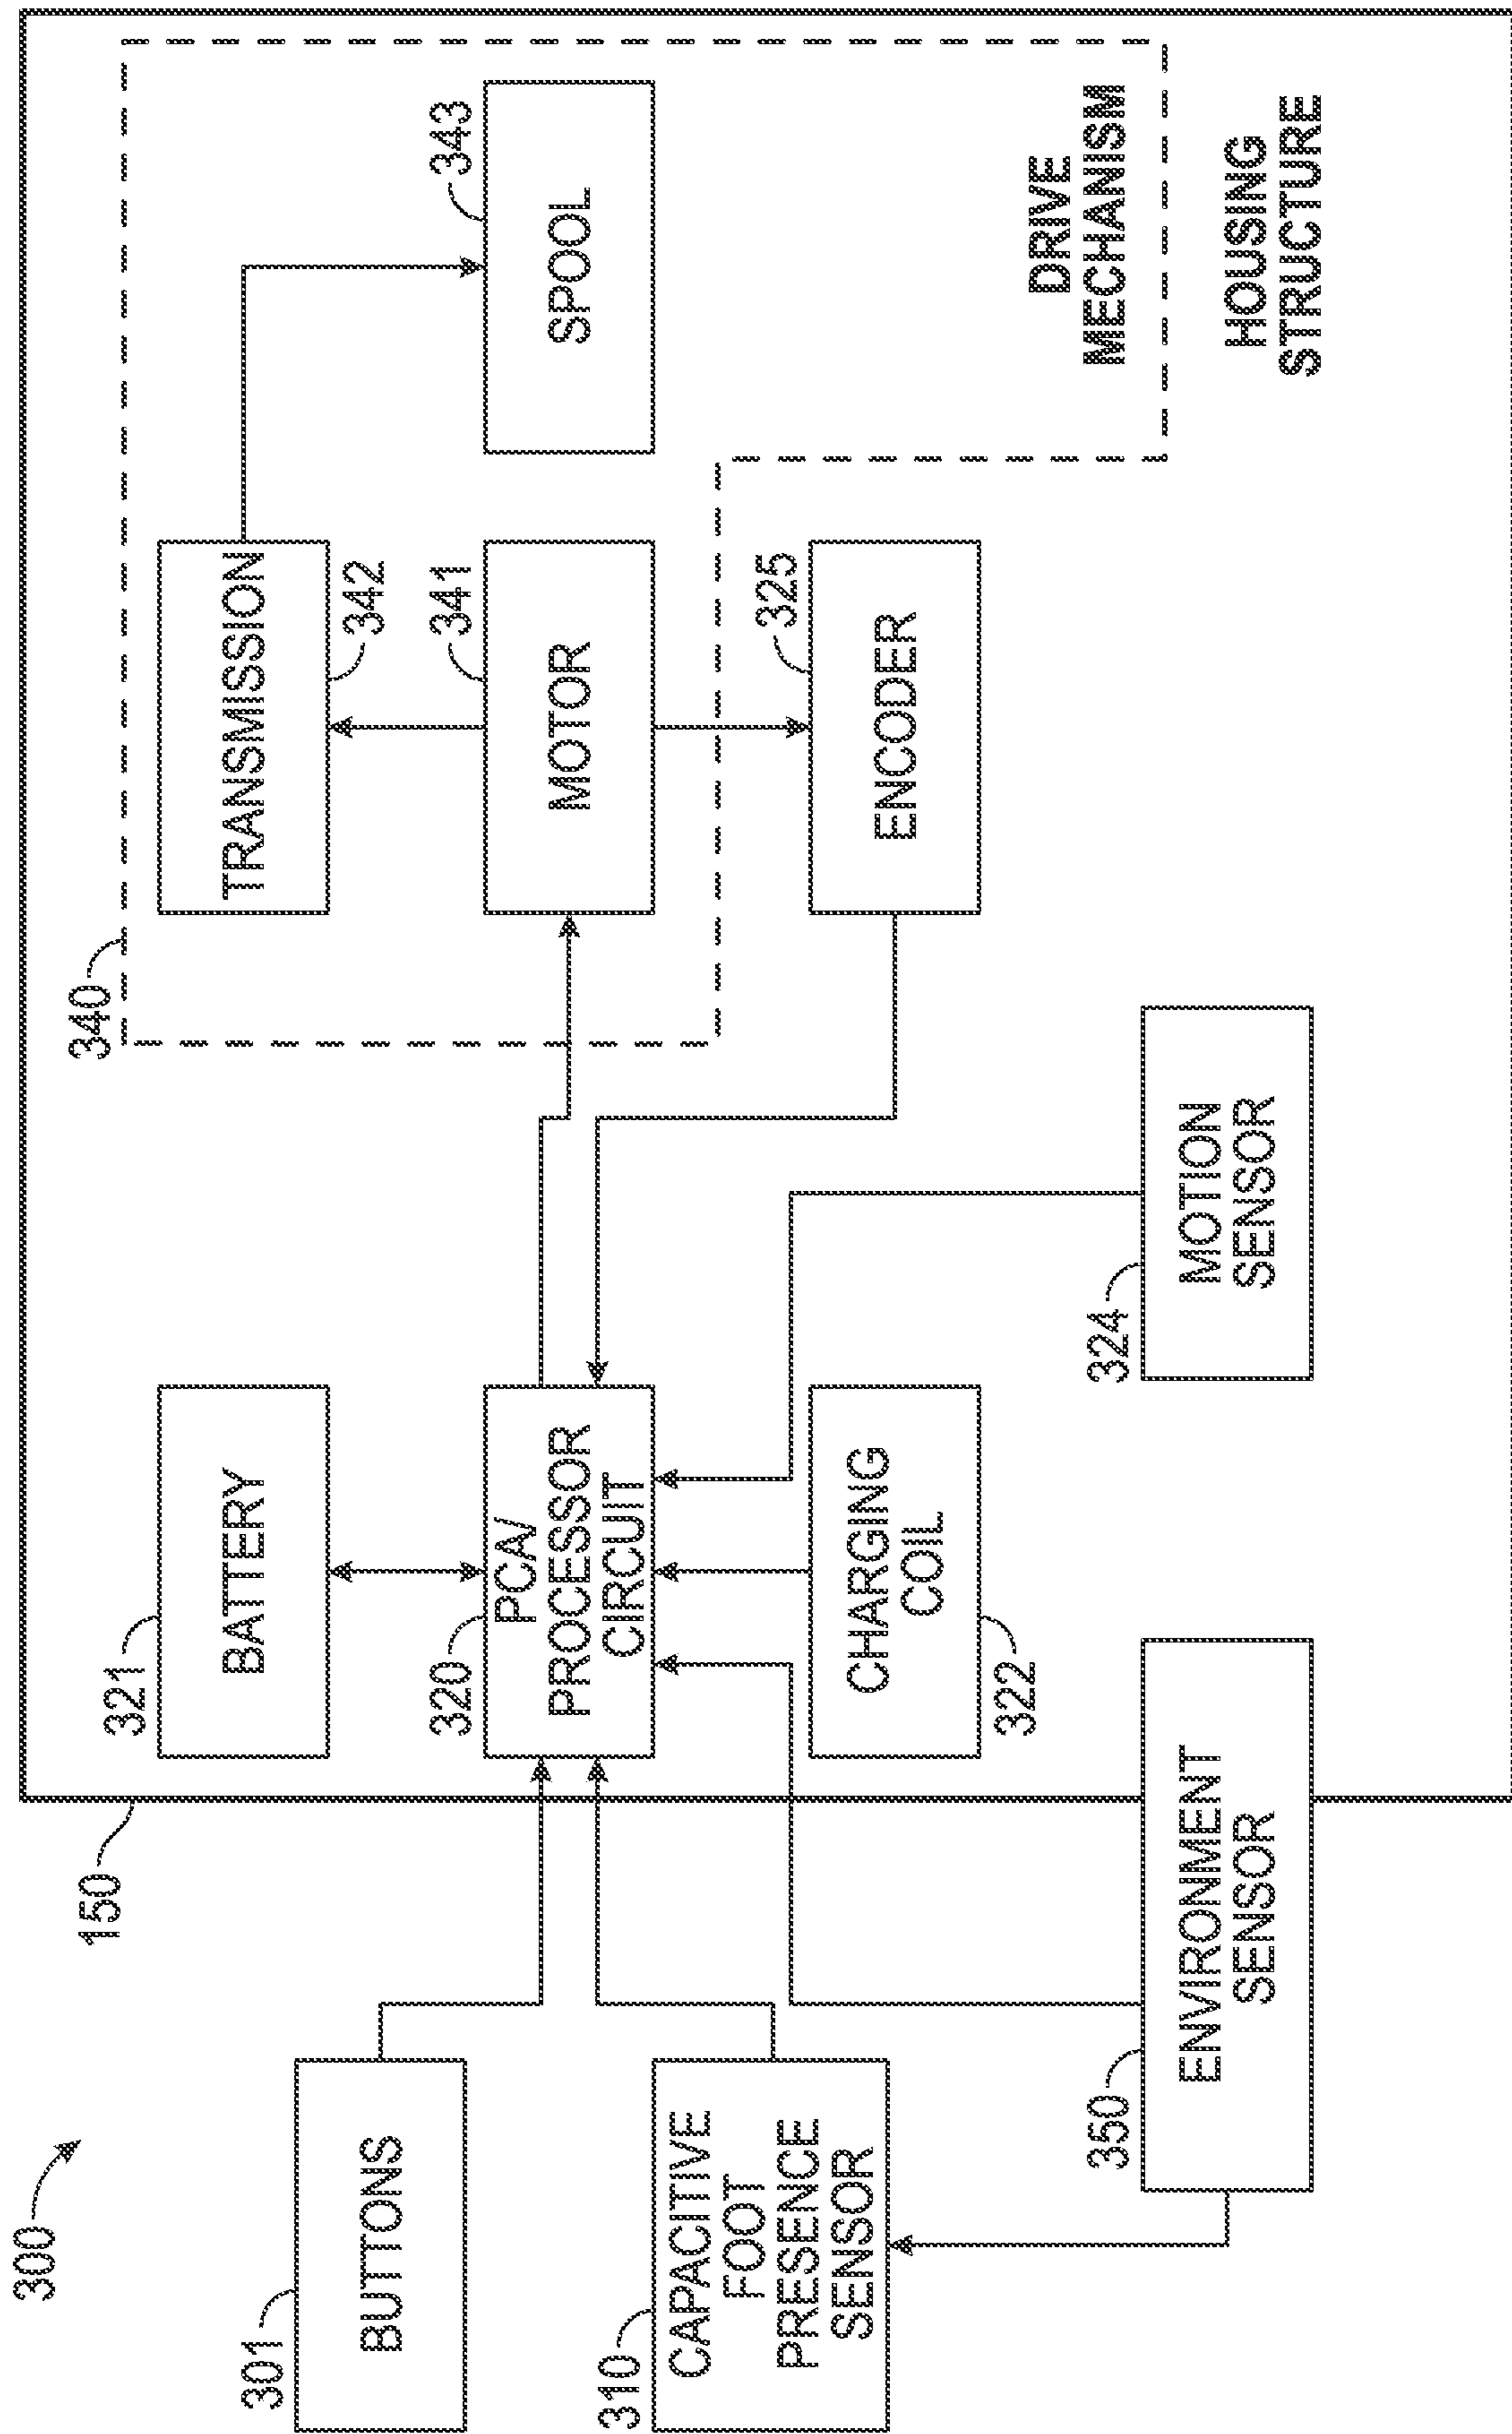 300
150
340
321
BATTERY
342
TRANSMISSION
301
BUTTONS
320
PCA/
PROCESSOR
CIRCUIT
341
MOTOR
343
SPOOL
310
CAPACITIVE
FOOT
PRESENCE
SENSOR
CHARGING
COIL
322
325
ENCODER
DRIVE
MECHANISM
350
ENVIRONMENT
SENSOR
324
MOTION
SENSOR
HOUSING
STRUCTURE